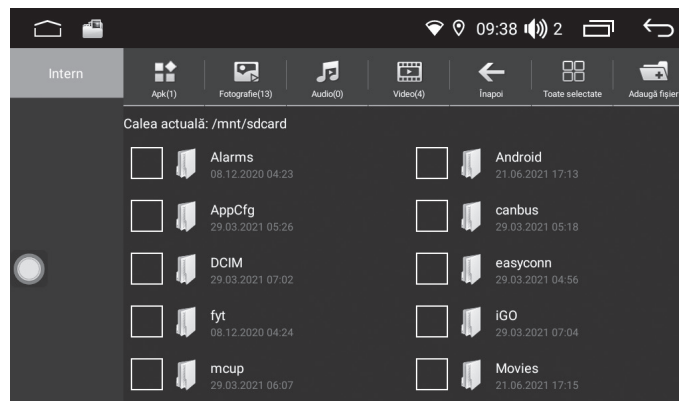 09:38 2
Intern
Apk(1) Fotografie(13) Audio(0) Video(4) Înapoi Toate selectate Adaugă fișier
Calea actuală: /mnt/sdcard
Alarms Android
08.12.2020 04:23 21.06.2021 17:13
AppCfg canbus
29.03.2021 05:26 29.03.2021 05:18
DCIM easyconn
29.03.2021 07:02 29.03.2021 04:56
fyt iGO
08.12.2020 04:24 29.03.2021 07:04
mcup Movies
29.03.2021 06:07 21.06.2021 17:15